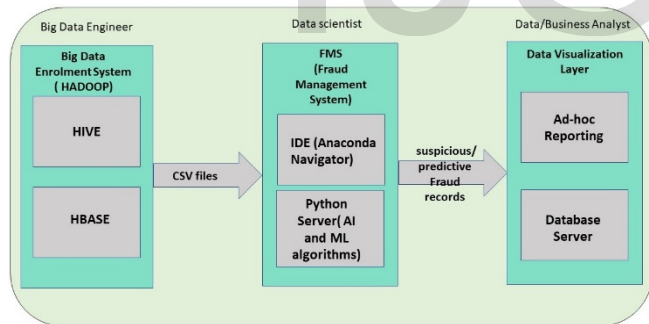 Big Data Engineer
Big Data
Enrolment System
( HADOOP)
HIVE
HBASE
CSV files
Data scientist
FMS
(Fraud
Management
System)
IDE (Anaconda
Navigator)
Python
Server( AI
and ML
algorithms)
suspicious/
predictive
Fraud
records
Data/Business Analyst
Data Visualization
Layer
Ad-hoc
Reporting
Database
Server